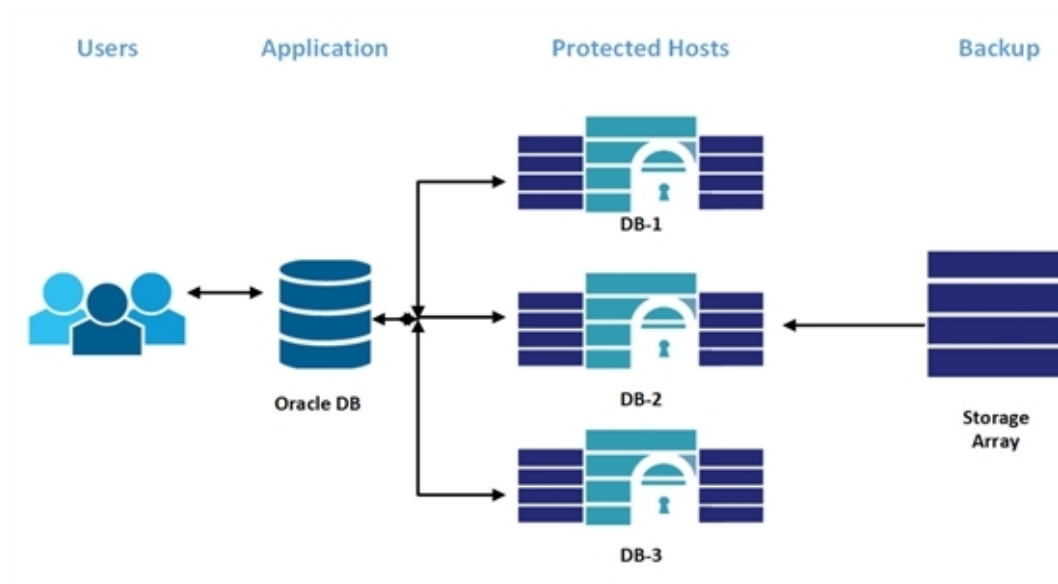 Users
Application
Protected Hosts
Backup
DB-1
Oracle DB
DB-2
Storage
Array
DB-3